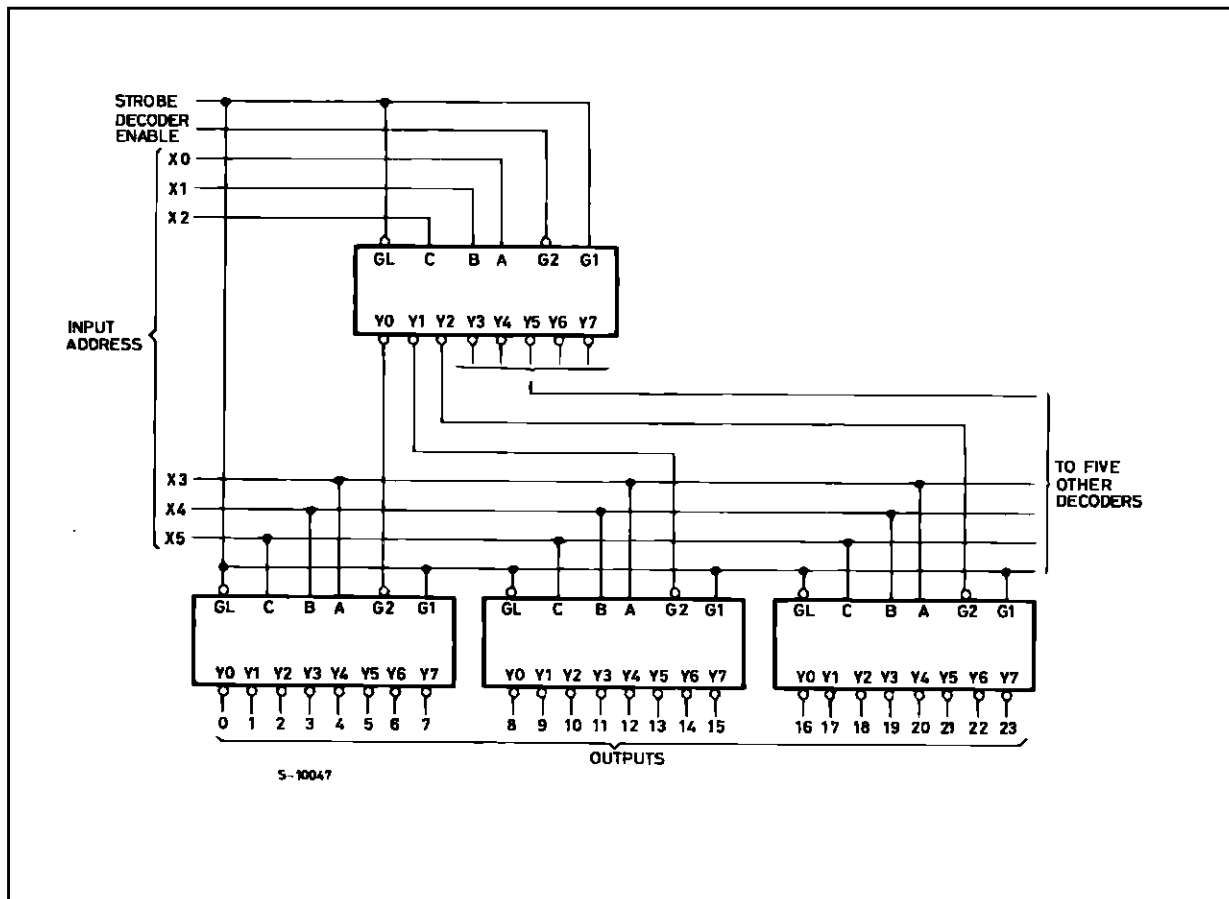 STROBE
DECODER
ENABLE
X0
X1
X2
GL C B A G2 G1
Y0 Y1 Y2 Y3 Y4 Y5 Y6 Y7
INPUT
ADDRESS
X3
X4
X5
TO FIVE
OTHER
DECODERS
GL C B A G2 G1
GL C B A G2 G1
GL C B A G2 G1
Y0 Y1 Y2 Y3 Y4 Y5 Y6 Y7
Y0 Y1 Y2 Y3 Y4 Y5 Y6 Y7
Y0 Y1 Y2 Y3 Y4 Y5 Y6 Y7
0 1 2 3 4 5 6 7
8 9 10 11 12 13 14 15
16 17 18 19 20 21 22 23
OUTPUTS
S-10047